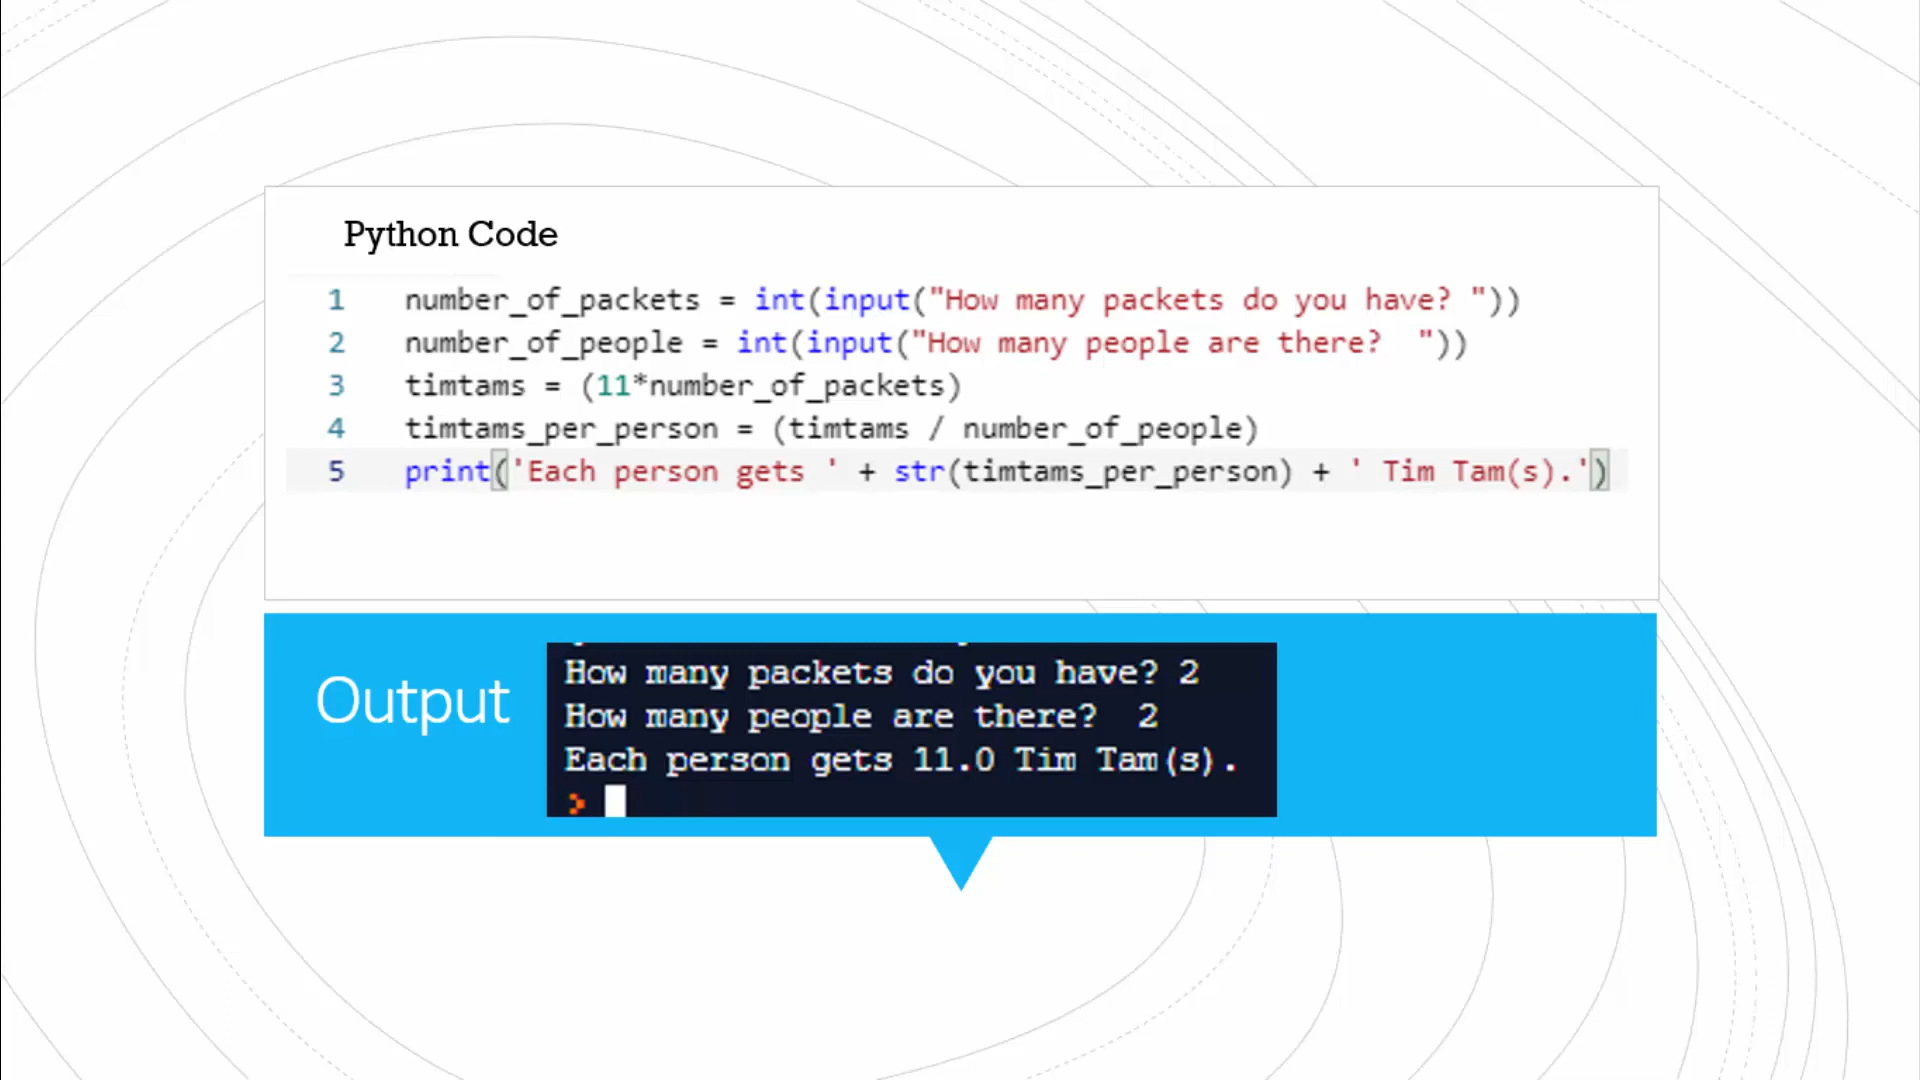 Python Code
1 number_of_packets = int(input("How many packets do you have? "))
2 number_of_people = int(input("How many people are there?  "))
3 timtams = (11*number_of_packets)
4 timtams_per_person = (timtams / number_of_people)
5 print('Each person gets ' + str(timtams_per_person) + ' Tim Tam(s).')
Output
How many packets do you have? 2
How many people are there?  2
Each person gets 11.0 Tim Tam(s).
>